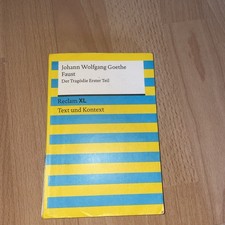 Johann Wolfgang Goethe
Faust
Der Tragödie Erster Teil
Reclam XL
Text und Kontext